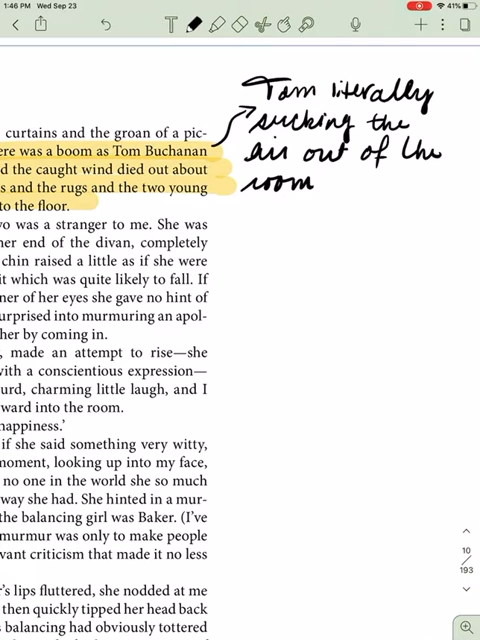 1:46 PM Wed Sep 23
41%
Tom literally
sucking the
air out of the
room
curtains and the groan of a pic-
ere was a boom as Tom Buchanan
d the caught wind died out about
s and the rugs and the two young
to the floor.
vo was a stranger to me. She was
her end of the divan, completely
chin raised a little as if she were
it which was quite likely to fall. If
ner of her eyes she gave no hint of
urprised into murmuring an apol-
her by coming in.
, made an attempt to rise—she
with a conscientious expression—
urd, charming little laugh, and I
ward into the room.
happiness.'
if she said something very witty,
moment, looking up into my face,
no one in the world she so much
way she had. She hinted in a mur-
the balancing girl was Baker. (I've
murmur was only to make people
vant criticism that made it no less
r's lips fluttered, she nodded at me
then quickly tipped her head back
s balancing had obviously tottered
10
193